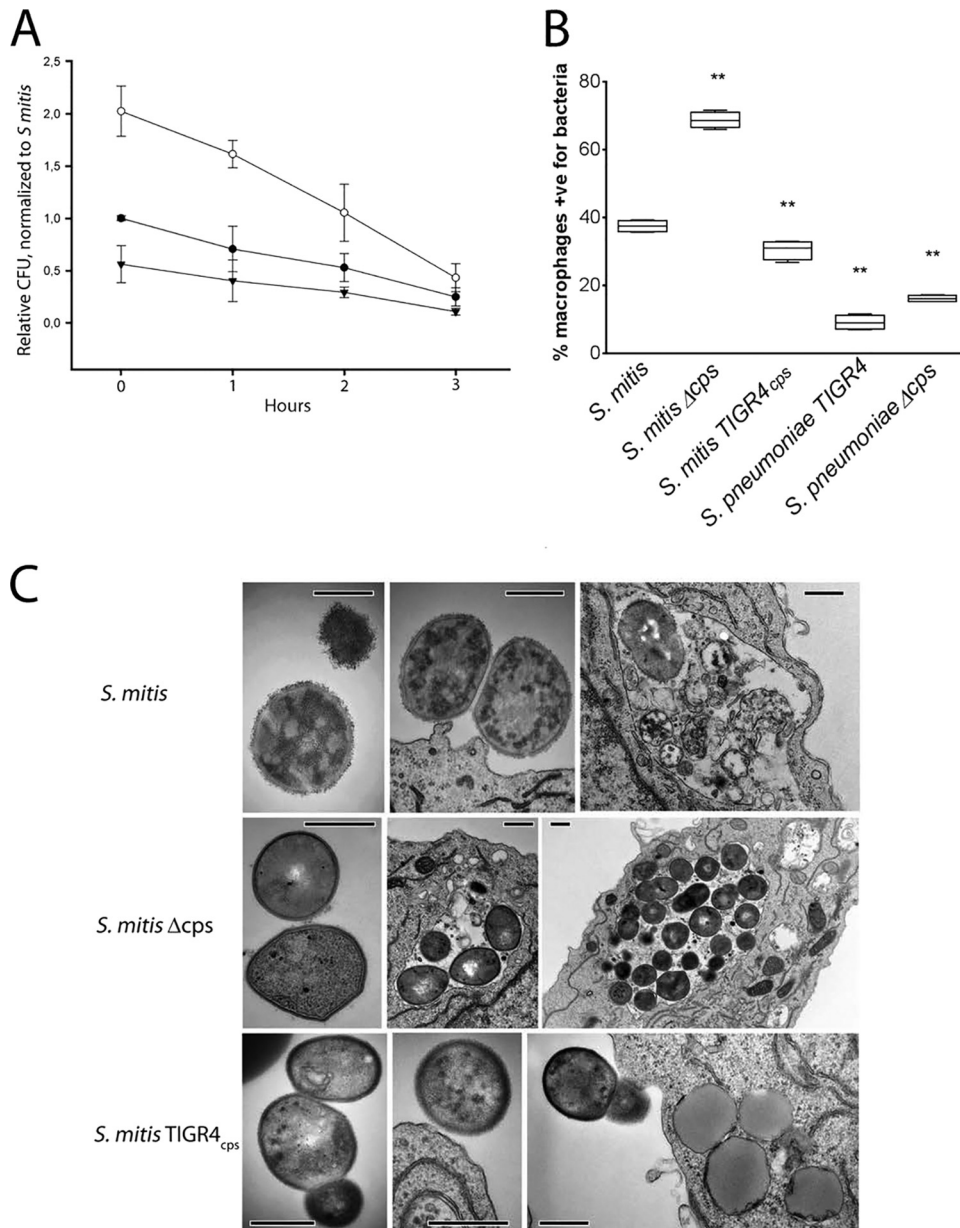 A
Relative CFU, normalized to S mitis
2,5
2,0
1,5
1,0
0,5
0,0
0
1
2
3
Hours
B
% macrophages +ve for bacteria
80
60
40
20
0
**
**
**
**
S. mitis
S. mitis Δcps
S. mitis TIGR4cps
S. pneumoniae TIGR4
S. pneumoniae Δcps
C
S. mitis
S. mitis Δcps
S. mitis TIGR4cps